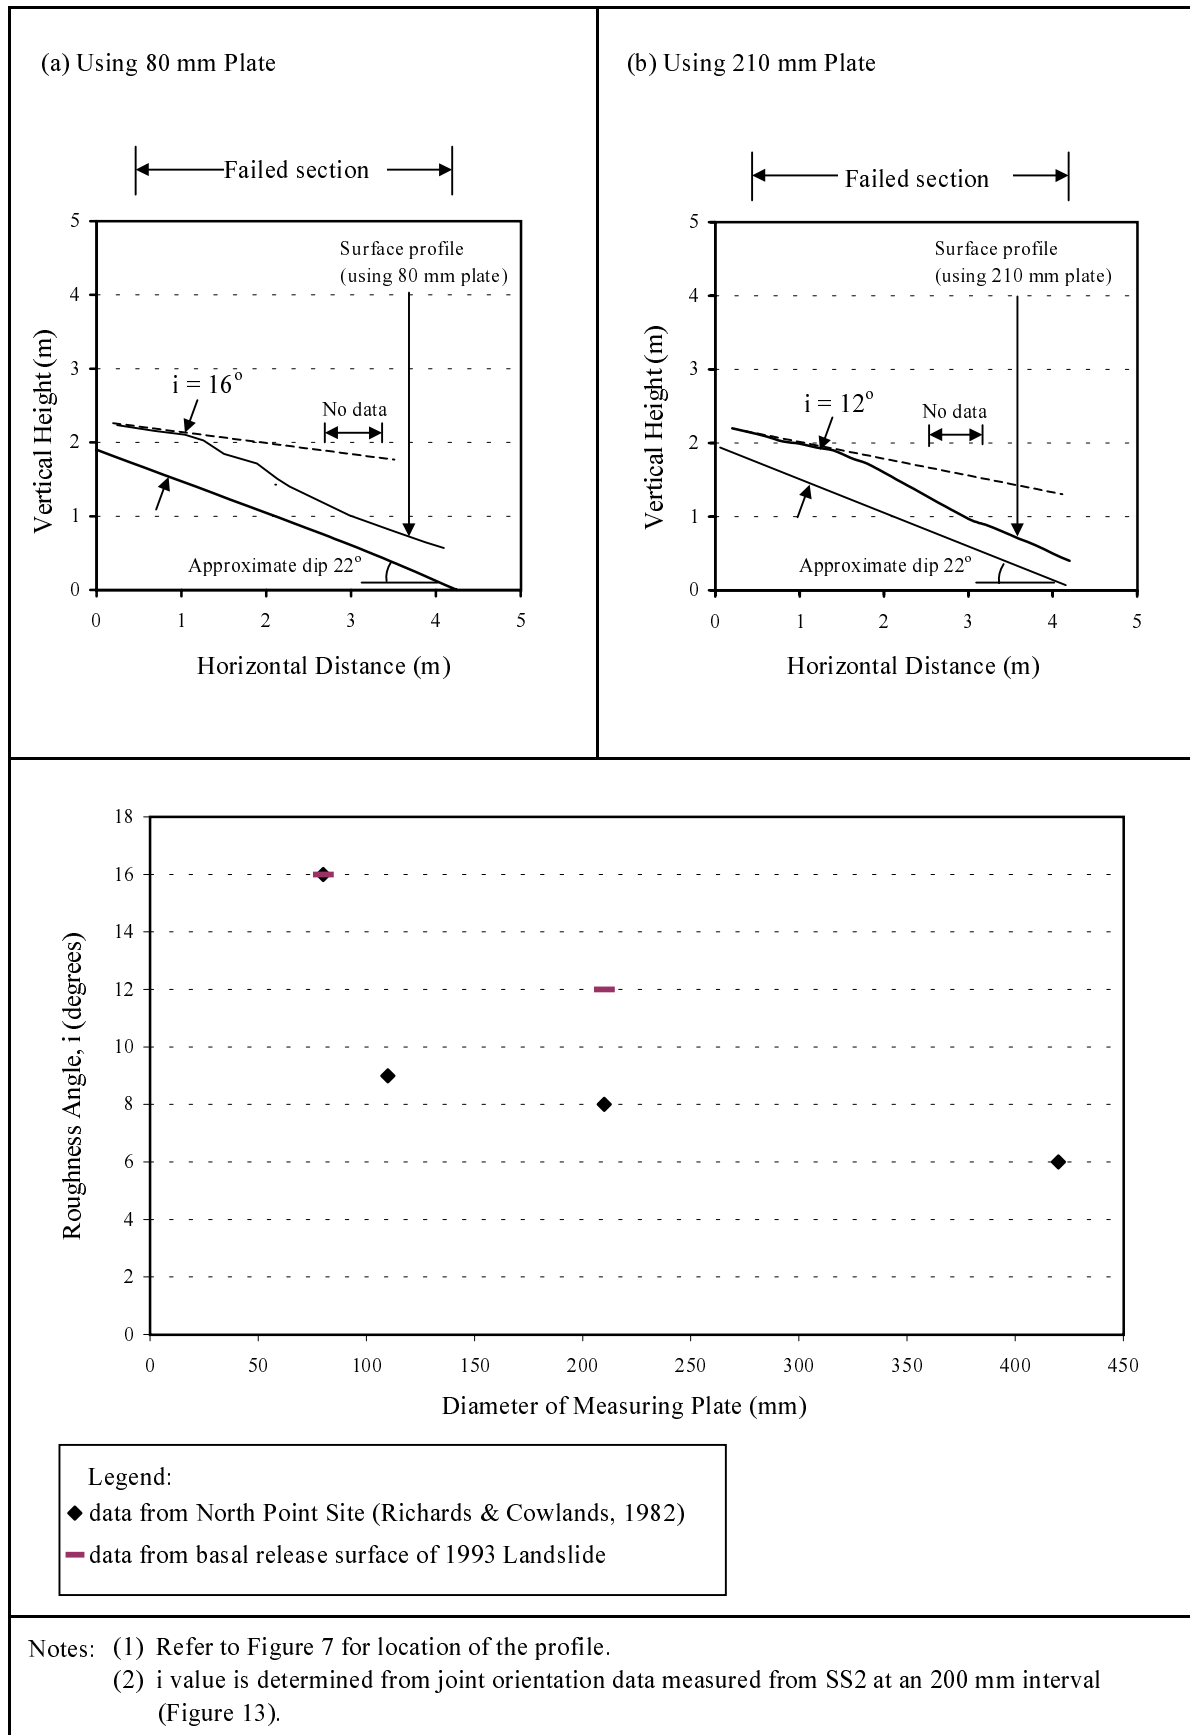 (a) Using 80 mm Plate
Failed section
5
4
3
2
1
0
0
1
2
3
4
5
Vertical Height (m)
Surface profile
(using 80 mm plate)
i = 16°
No data
Approximate dip 22°
Horizontal Distance (m)
(b) Using 210 mm Plate
Failed section
5
4
3
2
1
0
0
1
2
3
4
5
Vertical Height (m)
Surface profile
(using 210 mm plate)
i = 12°
No data
Approximate dip 22°
Horizontal Distance (m)
18
16
14
12
10
8
6
4
2
0
Roughness Angle, i (degrees)
0
50
100
150
200
250
300
350
400
450
Diameter of Measuring Plate (mm)
Legend:
data from North Point Site (Richards & Cowlands, 1982)
data from basal release surface of 1993 Landslide
Notes: (1) Refer to Figure 7 for location of the profile.
(2) i value is determined from joint orientation data measured from SS2 at an 200 mm interval
(Figure 13).